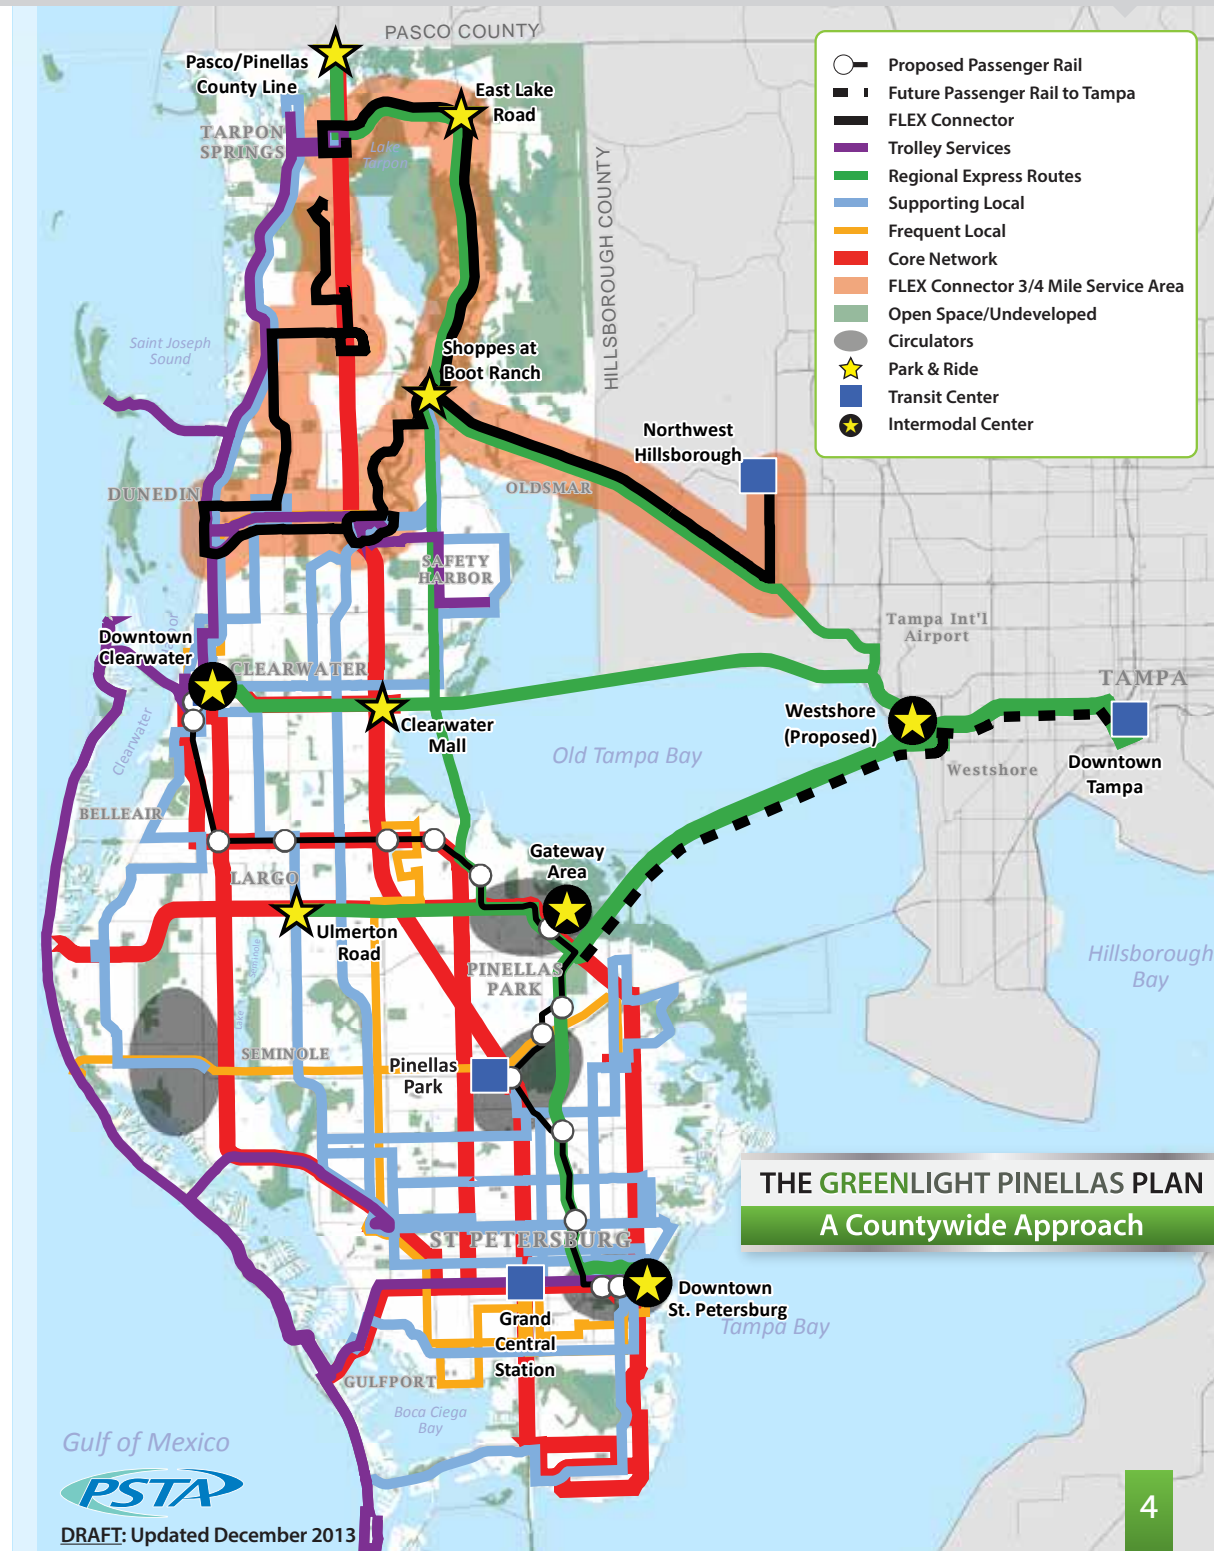 PASCO COUNTY
Pasco/Pinellas
County Line
East Lake
Road
TARPON
SPRINGS
Lake
Tarpon
HILLSBOROUGH COUNTY
Proposed Passenger Rail
Future Passenger Rail to Tampa
FLEX Connector
Trolley Services
Regional Express Routes
Supporting Local
Frequent Local
Core Network
FLEX Connector 3/4 Mile Service Area
Open Space/Undeveloped
Circulators
Park & Ride
Transit Center
Intermodal Center
Saint Joseph
Sound
Shoppes at
Boot Ranch
Northwest
Hillsborough
DUNEDIN
OLDSMAR
SAFETY
HARBOR
Tampa Int'l
Airport
Downtown
Clearwater
CLEARWATER
TAMPA
Clearwater
Clearwater
Mall
Westshore
(Proposed)
Old Tampa Bay
Westshore
Downtown
Tampa
BELLEAIR
Gateway
Area
LARGO
Ulmerton
Road
PINELLAS
PARK
Hillsborough
Bay
Lake Seminole
SEMINOLE
Pinellas
Park
THE GREENLIGHT PINELLAS PLAN
A Countywide Approach
ST PETERSBURG
Downtown
St. Petersburg
Tampa Bay
Grand
Central
Station
GULFPORT
Boca Ciega
Bay
Gulf of Mexico
PSTA
DRAFT: Updated December 2013
4